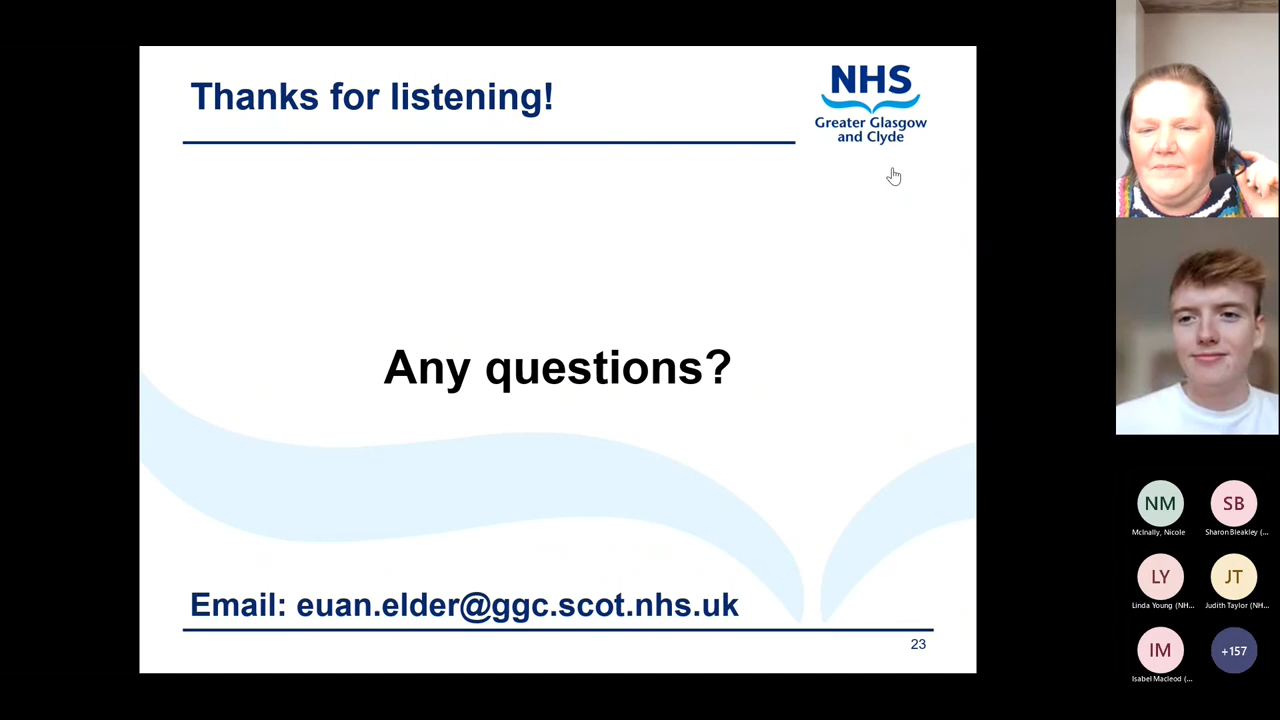 Thanks for listening!
NHS
Greater Glasgow
and Clyde
Any questions?
Email: euan.elder@ggc.scot.nhs.uk
23
NM
SB
McInally, Nicole
Sharon Bleakley (...
LY
JT
Linda Young (NH...
Judith Taylor (NH...
IM
+157
Isabel Macleod (...